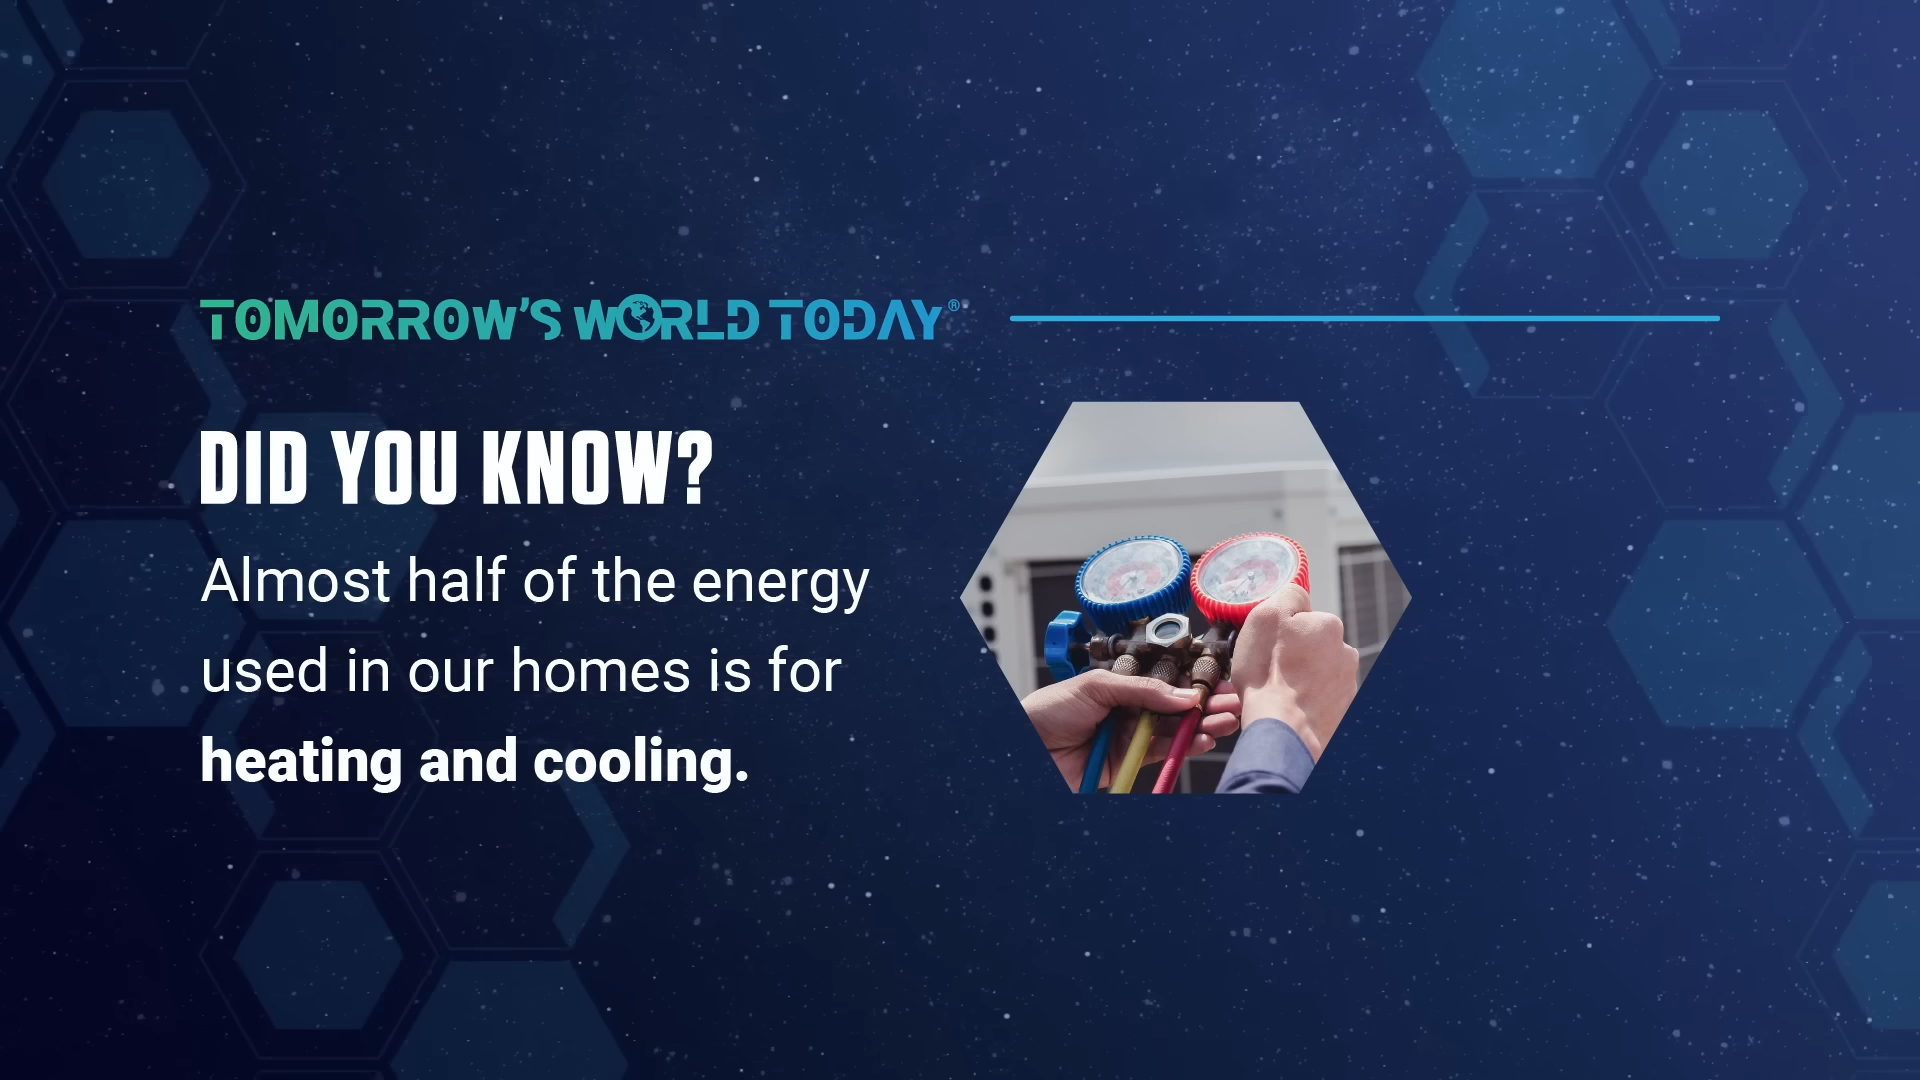 TOMORROW'S WORLD TODAY®
DID YOU KNOW?
Almost half of the energy
used in our homes is for
heating and cooling.